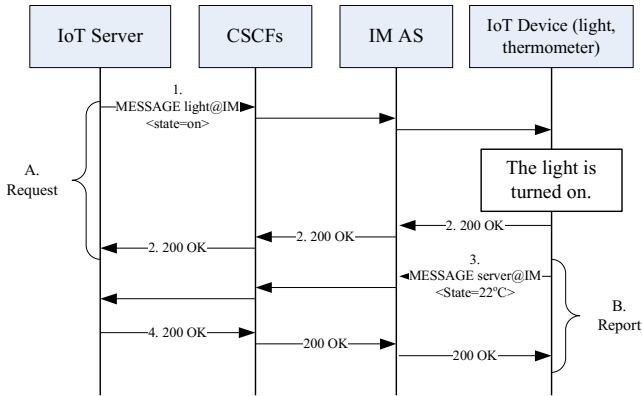 IoT Server
CSCFs
IM AS
IoT Device (light,
thermometer)
1.
MESSAGE light@IM
<state=on>
A.
Request
The light is
turned on.
2. 200 OK
2. 200 OK
2. 200 OK
3.
MESSAGE server@IM
<State=22°C>
B.
Report
4. 200 OK
200 OK
200 OK